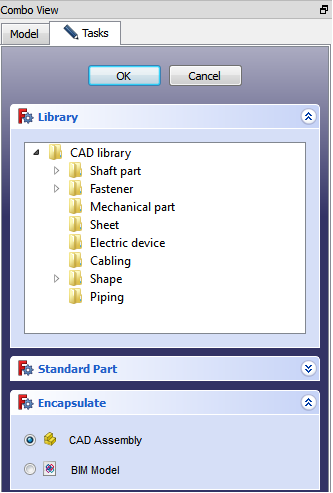 Combo View
Model
Tasks
OK
Cancel
Library
CAD library
Shaft part
Fastener
Mechanical part
Sheet
Electric device
Cabling
Shape
Piping
Standard Part
Encapsulate
CAD Assembly
BIM Model